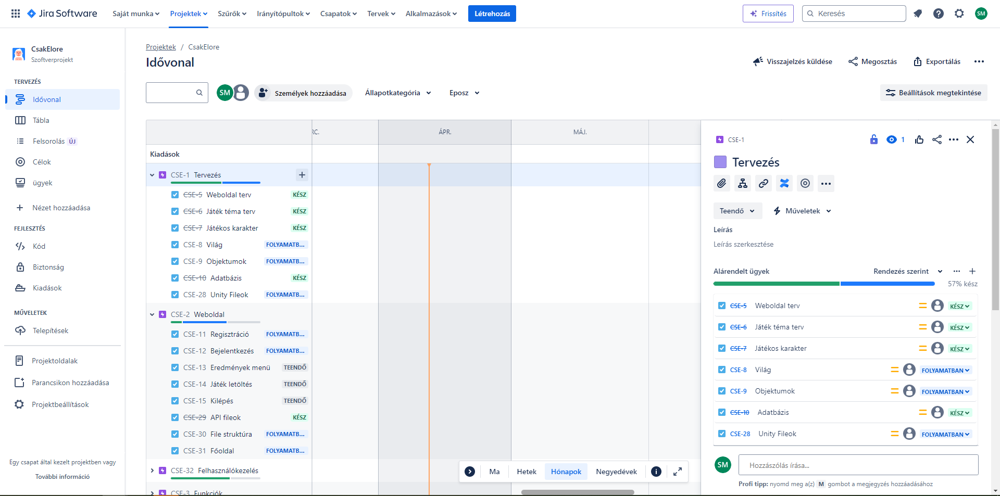 Jira Software
Saját munka
Projektek
Szűrők
Irányítópultok
Csapatok
Tervek
Alkalmazások
Létrehozás
Frissítés
Keresés
SM
CsakElore
Szoftverprojekt
TERVEZÉS
Idővonal
Tábla
Felsorolás ÚJ
Célok
ügyek
Nézet hozzáadása
FEJLESZTÉS
Kód
Biztonság
Kiadások
MŰVELETEK
Telepítések
Projektoldalak
Parancsikon hozzáadása
Projektbeállítások
Egy csapat által kezelt projektben vagy
További információ
Projektek / CsakElore
Idővonal
Visszajelzés küldése
Megosztás
Exportálás
SM
Személyek hozzáadása
Állapotkategória
Eposz
Beállítások megtekintése
RC.
ÁPR.
MÁJ.
Kiadások
CSE-1 Tervezés
CSE-5 Weboldal terv KÉSZ
CSE-6 Játék téma terv KÉSZ
CSE-7 Játékos karakter KÉSZ
CSE-8 Világ FOLYAMATB...
CSE-9 Objektumok FOLYAMATB...
CSE-10 Adatbázis KÉSZ
CSE-28 Unity Fileok FOLYAMATB...
CSE-2 Weboldal
CSE-11 Regisztráció FOLYAMATB...
CSE-12 Bejelentkezés FOLYAMATB...
CSE-13 Eredmények menü TEENDŐ
CSE-14 Játék letöltés TEENDŐ
CSE-15 Kilépés TEENDŐ
CSE-29 API fileok KÉSZ
CSE-30 File struktúra FOLYAMATB...
CSE-31 Főoldal FOLYAMATB...
CSE-32 Felhasználókezelés
CSE-3 Funkciók
Ma
Hetek
Hónapok
Negyedévek
CSE-1
1
Tervezés
Teendő
Műveletek
Leírás
Leírás szerkesztése
Alárendelt ügyek
Rendezés szerint
57% kész
CSE-5 Weboldal terv KÉSZ
CSE-6 Játék téma terv KÉSZ
CSE-7 Játékos karakter KÉSZ
CSE-8 Világ FOLYAMATBAN
CSE-9 Objektumok FOLYAMATBAN
CSE-10 Adatbázis KÉSZ
CSE-28 Unity Fileok FOLYAMATBAN
SM
Hozzászólás írása...
Profi tipp: nyomd meg a(z) M gombot a megjegyzés hozzáadásához